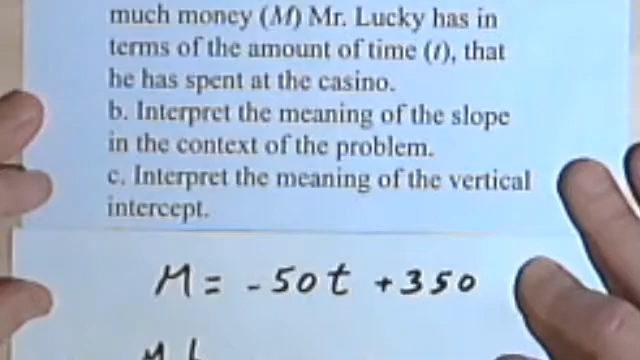 much money (M) Mr. Lucky has in
terms of the amount of time (t), that
he has spent at the casino.
b. Interpret the meaning of the slope
in the context of the problem.
c. Interpret the meaning of the vertical
intercept.
M = -50t +350
M